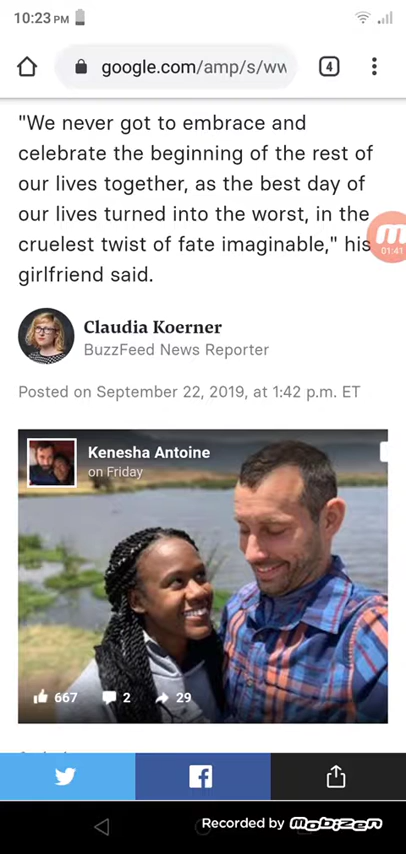 10:23 PM
google.com/amp/s/ww
4
"We never got to embrace and
celebrate the beginning of the rest of
our lives together, as the best day of
our lives turned into the worst, in the
cruelest twist of fate imaginable," his
girlfriend said.
01:41
Claudia Koerner
BuzzFeed News Reporter
Posted on September 22, 2019, at 1:42 p.m. ET
Kenesha Antoine
on Friday
667 2 29
Recorded by Mobizen